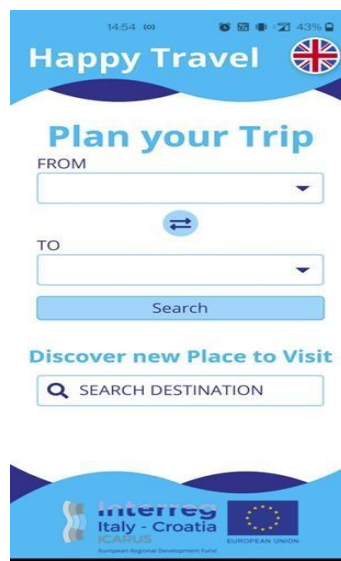 14:54
43%
Happy Travel
Plan your Trip
FROM
TO
Search
Discover new Place to Visit
SEARCH DESTINATION
Interreg
Italy - Croatia
ICARUS
European Regional Development Fund
EUROPEAN UNION